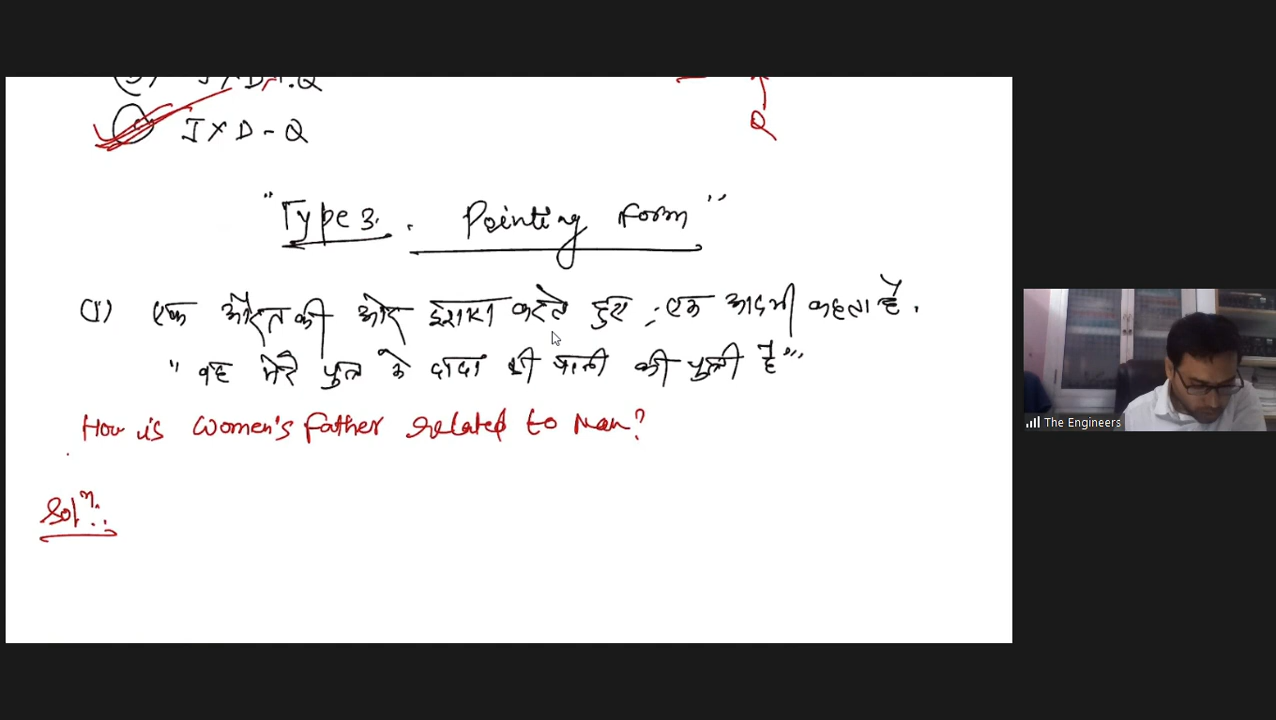 J X D - Q
Q
"Type 3. Pointing form"
(1) एक औरत की ओर इशारा करते हुए ; एक आदमी कहता है .
" वह मेरे पुत्र के दादा की पत्नी की पुत्री है "
How is women's father related to Man?
Solⁿ:
The Engineers